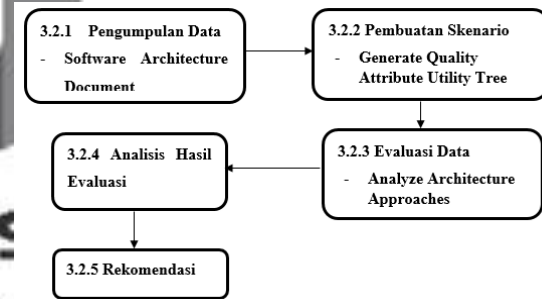 3.2.1 Pengumpulan Data
- Software Architecture
Document
3.2.2 Pembuatan Skenario
- Generate Quality
Attribute Utility Tree
3.2.3 Evaluasi Data
- Analyze Architecture
Approaches
3.2.4 Analisis Hasil
Evaluasi
3.2.5 Rekomendasi